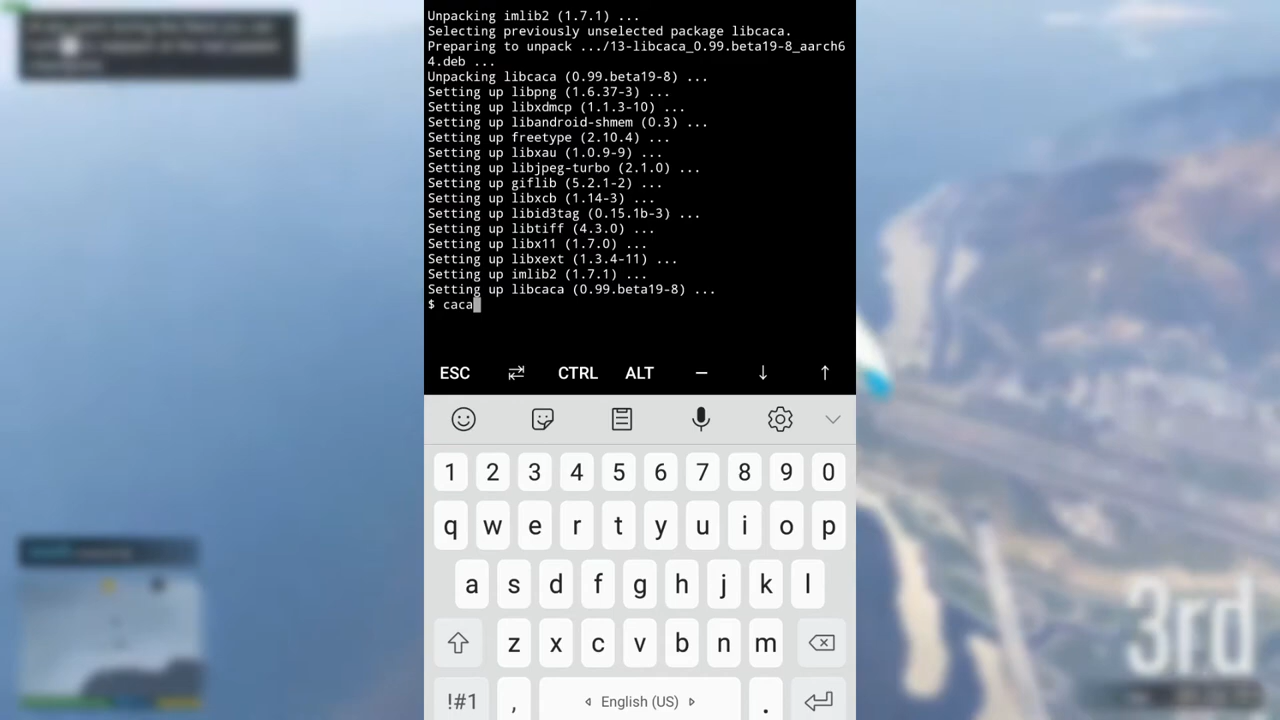 Unpacking imlib2 (1.7.1) ...
Selecting previously unselected package libcaca.
Preparing to unpack .../13-libcaca_0.99.beta19-8_aarch6
4.deb ...
Unpacking libcaca (0.99.beta19-8) ...
Setting up libpng (1.6.37-3) ...
Setting up libxdmcp (1.1.3-10) ...
Setting up libandroid-shmem (0.3) ...
Setting up freetype (2.10.4) ...
Setting up libxau (1.0.9-9) ...
Setting up libjpeg-turbo (2.1.0) ...
Setting up giflib (5.2.1-2) ...
Setting up libxcb (1.14-3) ...
Setting up libid3tag (0.15.1b-3) ...
Setting up libtiff (4.3.0) ...
Setting up libx11 (1.7.0) ...
Setting up libxext (1.3.4-11) ...
Setting up imlib2 (1.7.1) ...
Setting up libcaca (0.99.beta19-8) ...
$ caca
ESC ⇄ CTRL ALT — ↓ ↑
1 2 3 4 5 6 7 8 9 0
q w e r t y u i o p
a s d f g h j k l
z x c v b n m
!#1 , English (US) .
3rd